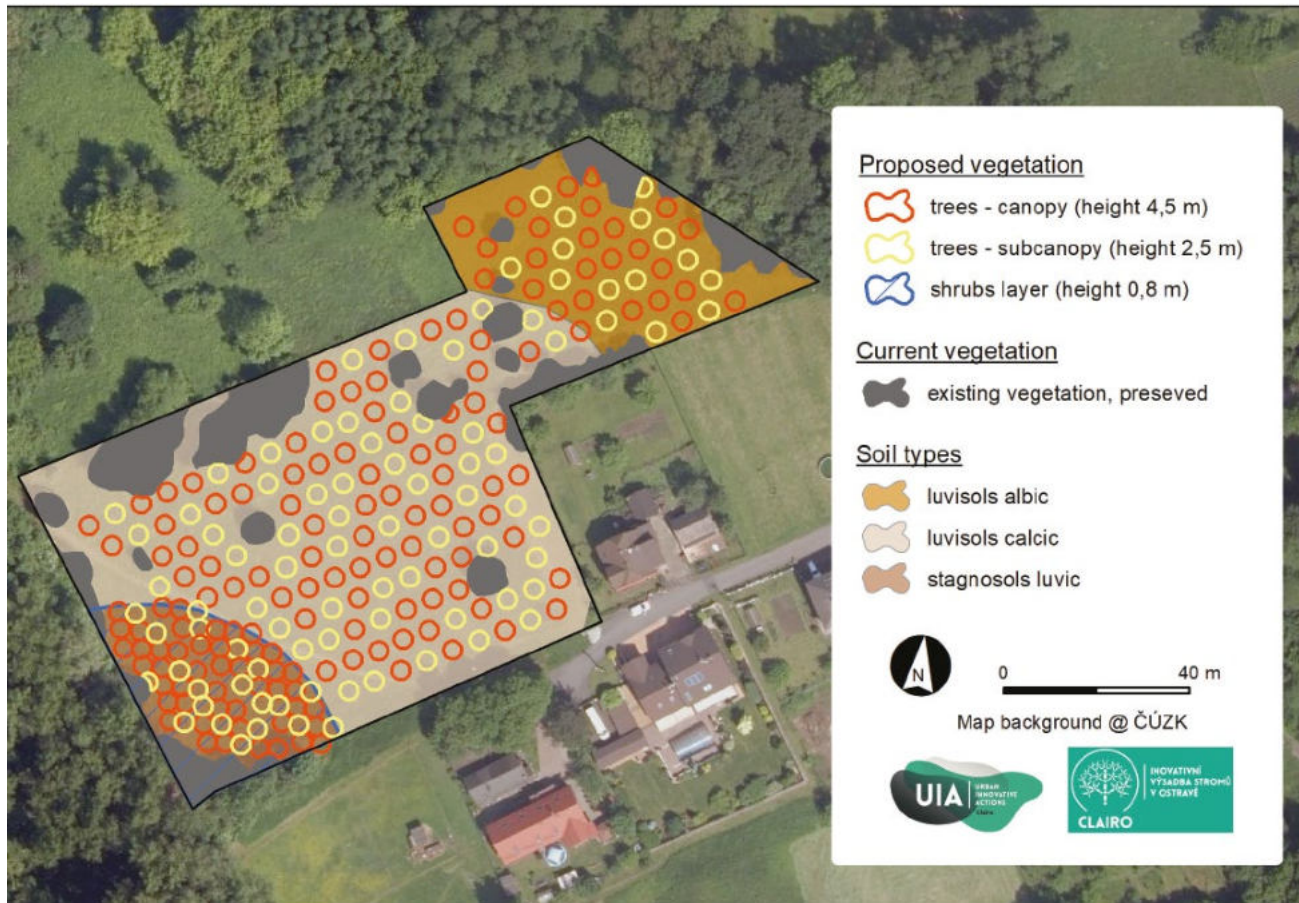 Proposed vegetation
trees - canopy (height 4,5 m)
trees - subcanopy (height 2,5 m)
shrubs layer (height 0,8 m)
Current vegetation
existing vegetation, preseved
Soil types
luvisols albic
luvisols calcic
stagnosols luvic
N
0 40 m
Map background @ ČÚZK
UIA
URBAN
INNOVATIVE
ACTIONS
CLAIRO
INOVATIVNÍ
VÝSADBA STROMŮ
V OSTRAVĚ